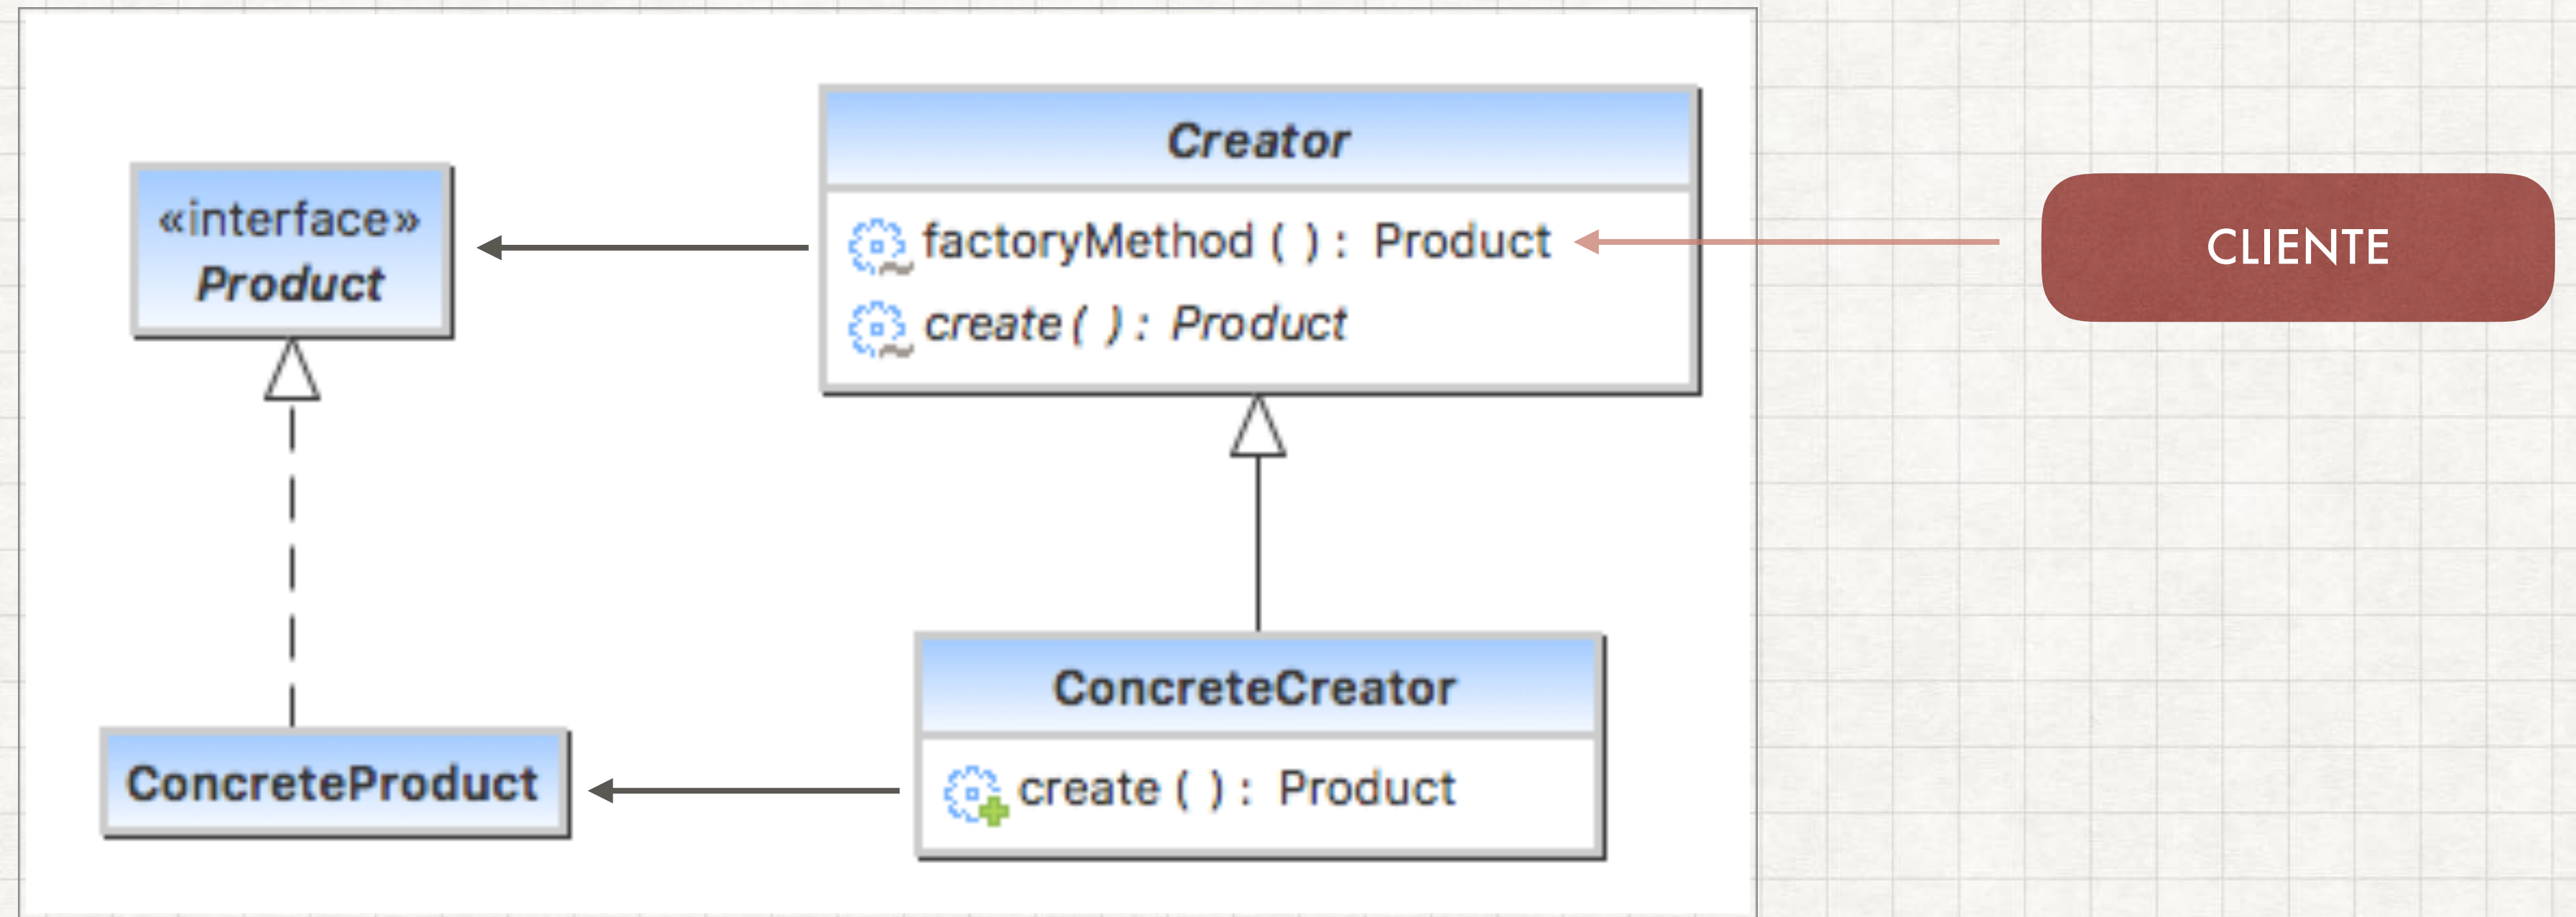 «interface»
Product
Creator
factoryMethod ( ) : Product
create( ) : Product
CLIENTE
ConcreteProduct
ConcreteCreator
create ( ) : Product